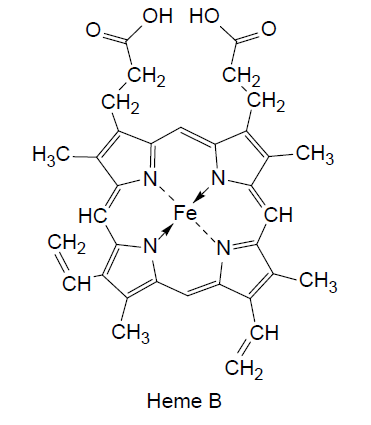 O OH HO O
CH2 CH2
CH2 CH2
H3C CH3
N N
HC Fe CH
CH2 N N
CH CH3
CH3 CH
CH2
Heme B